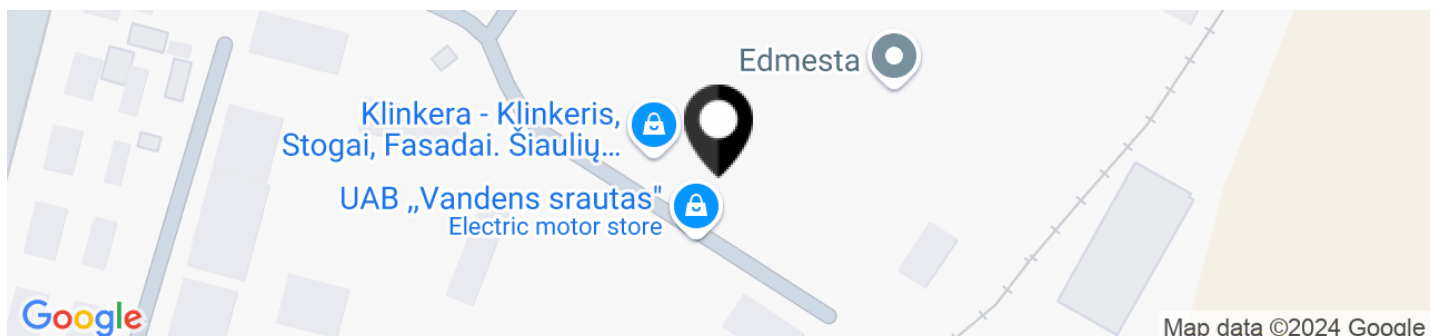 Edmesta
Klinkera - Klinkeris,
Stogai, Fasadai. Šiaulių...
UAB ,,Vandens srautas"
Electric motor store
Google
Map data ©2024 Google